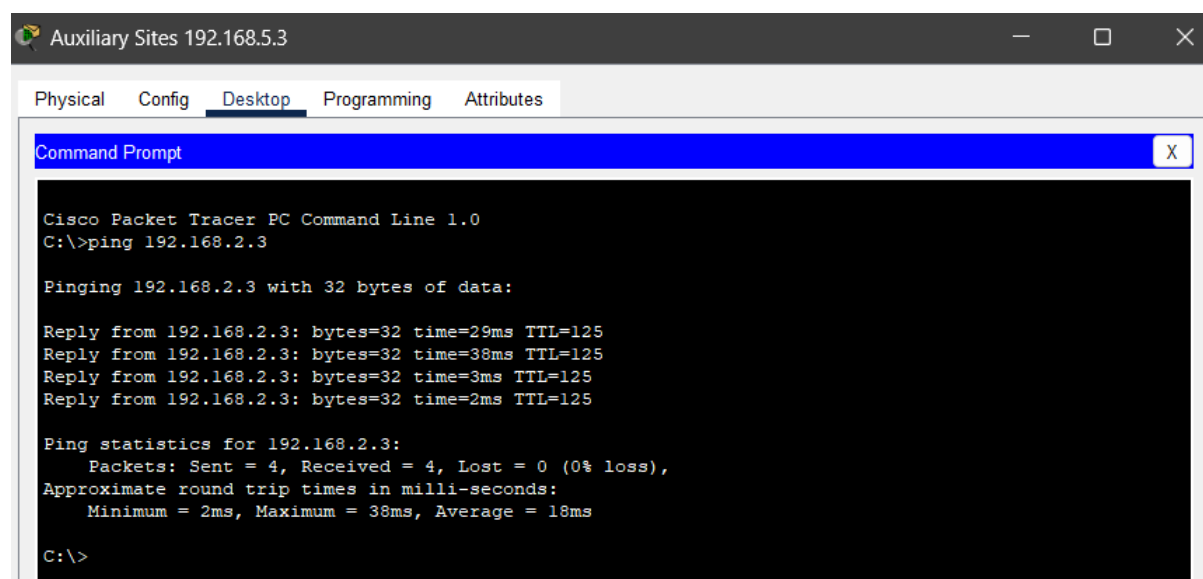 Auxiliary Sites 192.168.5.3
Physical Config Desktop Programming Attributes
Command Prompt X
Cisco Packet Tracer PC Command Line 1.0
C:\>ping 192.168.2.3
Pinging 192.168.2.3 with 32 bytes of data:
Reply from 192.168.2.3: bytes=32 time=29ms TTL=125
Reply from 192.168.2.3: bytes=32 time=38ms TTL=125
Reply from 192.168.2.3: bytes=32 time=3ms TTL=125
Reply from 192.168.2.3: bytes=32 time=2ms TTL=125
Ping statistics for 192.168.2.3:
Packets: Sent = 4, Received = 4, Lost = 0 (0% loss),
Approximate round trip times in milli-seconds:
Minimum = 2ms, Maximum = 38ms, Average = 18ms
C:\>